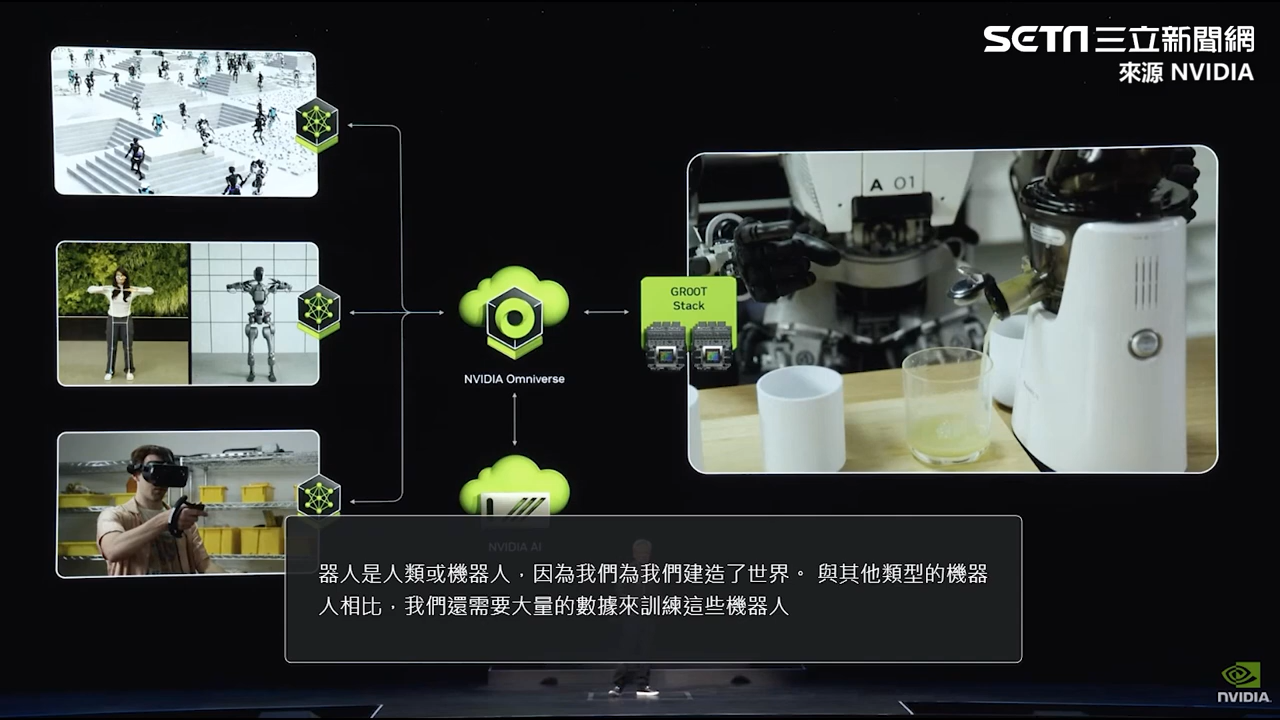 SETN三立新聞網
來源 NVIDIA
A 01
GR00T
Stack
NVIDIA Omniverse
NVIDIA AI
器人是人類或機器人，因為我們為我們建造了世界。 與其他類型的機器
人相比，我們還需要大量的數據來訓練這些機器人
NVIDIA.